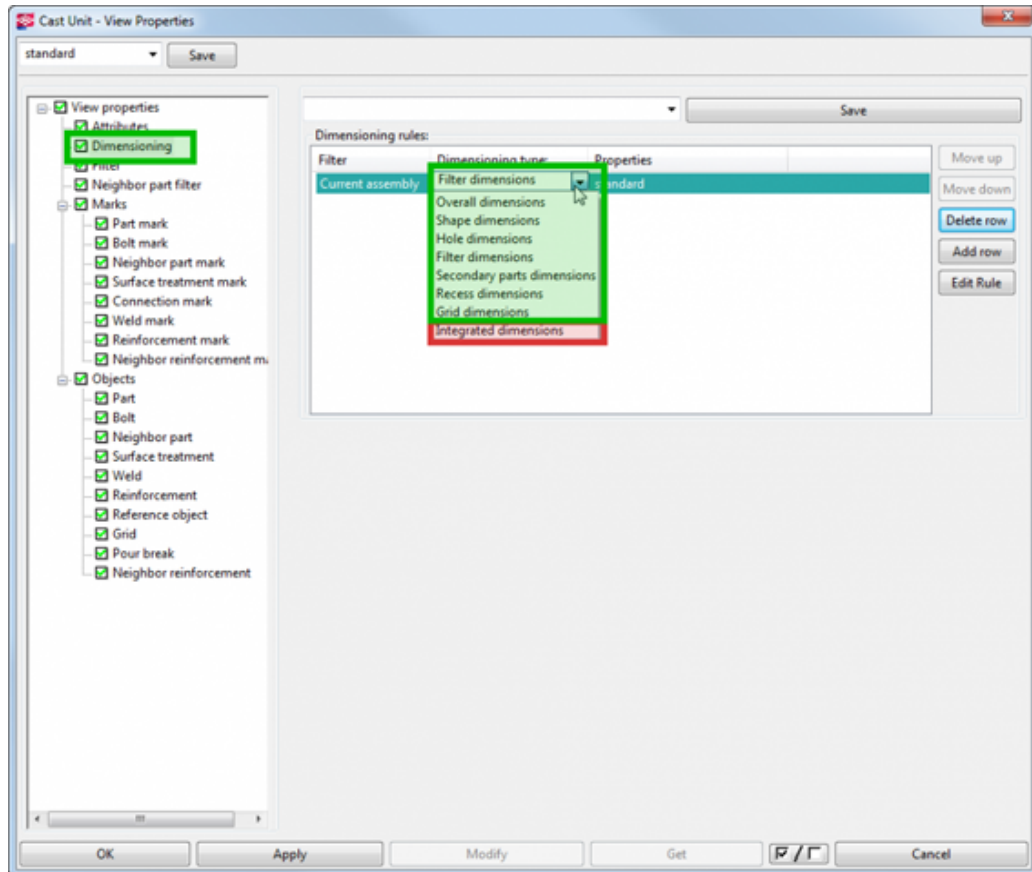 Cast Unit - View Properties
standard
Save
View properties
Attributes
Dimensioning
Filter
Neighbor part filter
Marks
Part mark
Bolt mark
Neighbor part mark
Surface treatment mark
Connection mark
Weld mark
Reinforcement mark
Neighbor reinforcement ma
Objects
Part
Bolt
Neighbor part
Surface treatment
Weld
Reinforcement
Reference object
Grid
Pour break
Neighbor reinforcement
Save
Dimensioning rules:
Filter Dimensioning type: Properties
Current assembly Filter dimensions standard
Overall dimensions
Shape dimensions
Hole dimensions
Filter dimensions
Secondary parts dimensions
Recess dimensions
Grid dimensions
Integrated dimensions
Move up
Move down
Delete row
Add row
Edit Rule
OK Apply Modify Get / Cancel